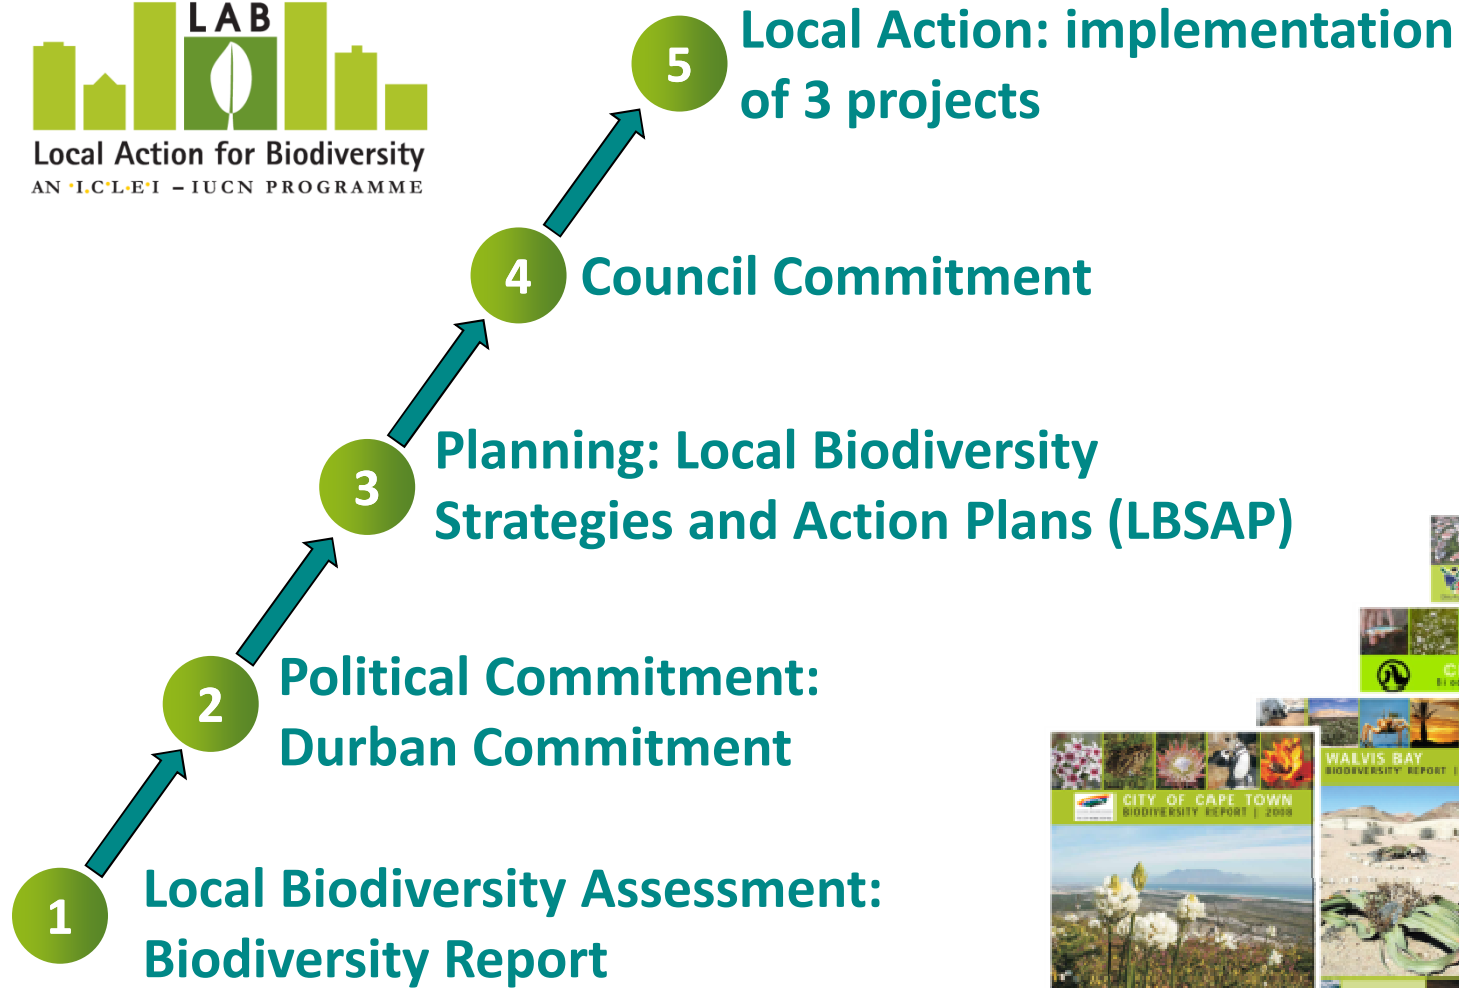 LAB
Local Action for Biodiversity
AN I.C.L.E.I – IUCN PROGRAMME
5
Local Action: implementation
of 3 projects
4
Council Commitment
3
Planning: Local Biodiversity
Strategies and Action Plans (LBSAP)
2
Political Commitment:
Durban Commitment
1
Local Biodiversity Assessment:
Biodiversity Report
WALVIS BAY
BIODIVERSITY REPORT |
CITY OF CAPE TOWN
BIODIVERSITY REPORT | 2008